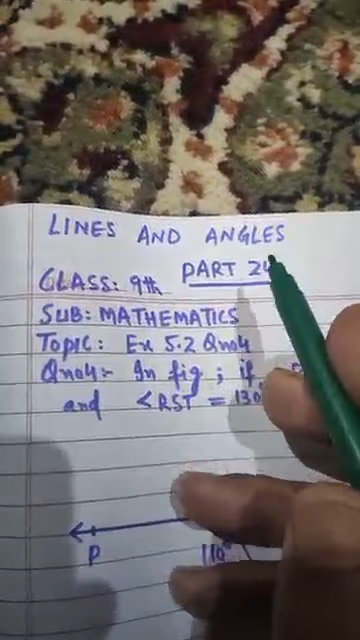 LINES AND ANGLES
PART 24
CLASS: 9th
SUB: MATHEMATICS
Topic: Ex 5.2 Qno4
Qno4:- In fig ; if
and <RST = 130
P
110°